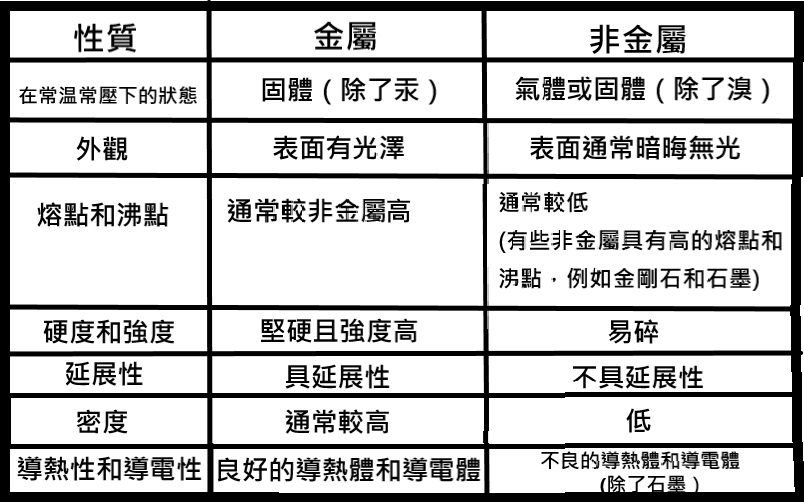 性質 金屬 非金屬
在常温常壓下的狀態 固體（除了汞） 氣體或固體（除了溴）
外觀 表面有光澤 表面通常暗晦無光
熔點和沸點 通常較非金屬高 通常較低
(有些非金屬具有高的熔點和
沸點，例如金剛石和石墨)
硬度和強度 堅硬且強度高 易碎
延展性 具延展性 不具延展性
密度 通常較高 低
導熱性和導電性 良好的導熱體和導電體 不良的導熱體和導電體
(除了石墨）